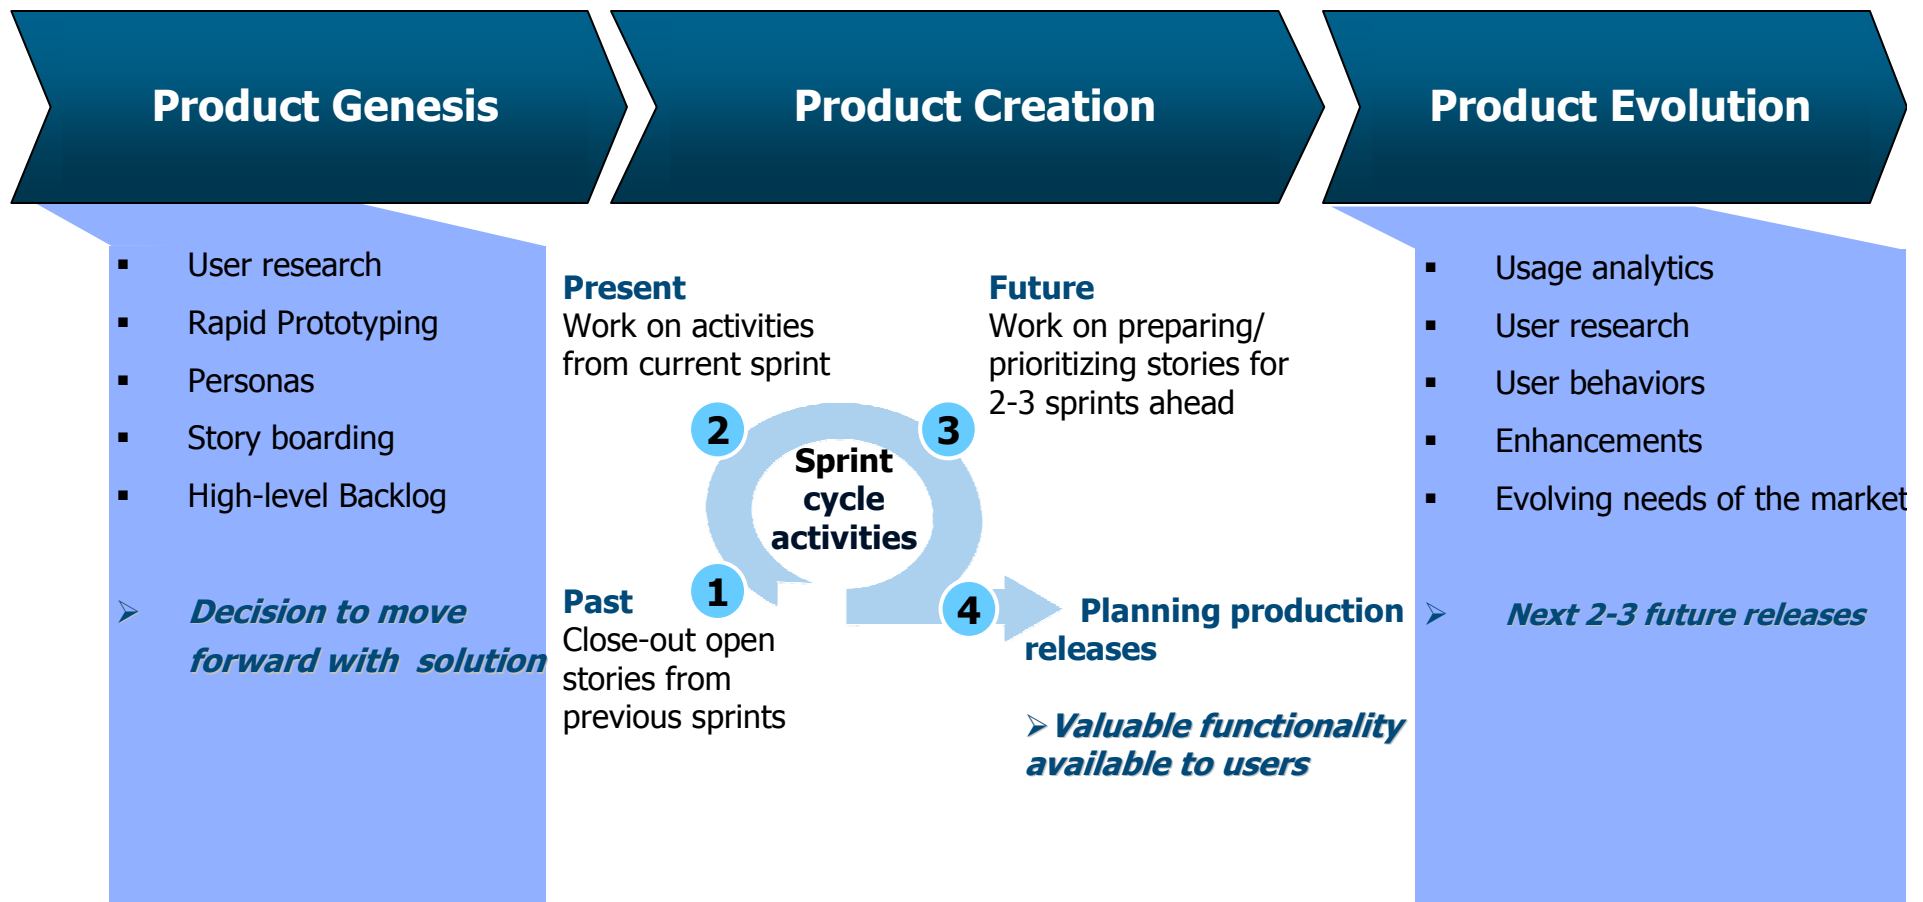 Product Genesis
Product Creation
Product Evolution
▪ User research
▪ Rapid Prototyping
▪ Personas
▪ Story boarding
▪ High-level Backlog
➢ Decision to move
forward with solution
Present
Work on activities
from current sprint
Future
Work on preparing/
prioritizing stories for
2-3 sprints ahead
2
3
Sprint
cycle
activities
1
4
Past
Close-out open
stories from
previous sprints
Planning production
releases
➢Valuable functionality
available to users
▪ Usage analytics
▪ User research
▪ User behaviors
▪ Enhancements
▪ Evolving needs of the market
➢ Next 2-3 future releases